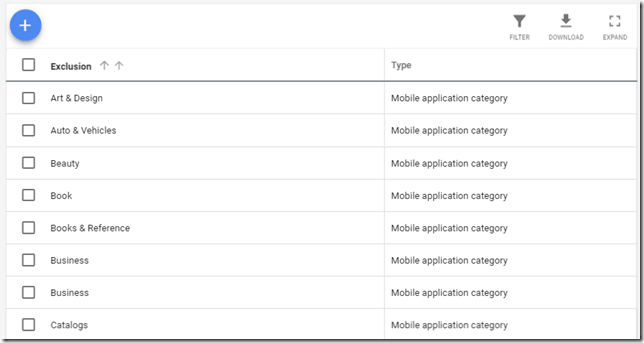 FILTER DOWNLOAD EXPAND
Exclusion Type
Art & Design Mobile application category
Auto & Vehicles Mobile application category
Beauty Mobile application category
Book Mobile application category
Books & Reference Mobile application category
Business Mobile application category
Business Mobile application category
Catalogs Mobile application category